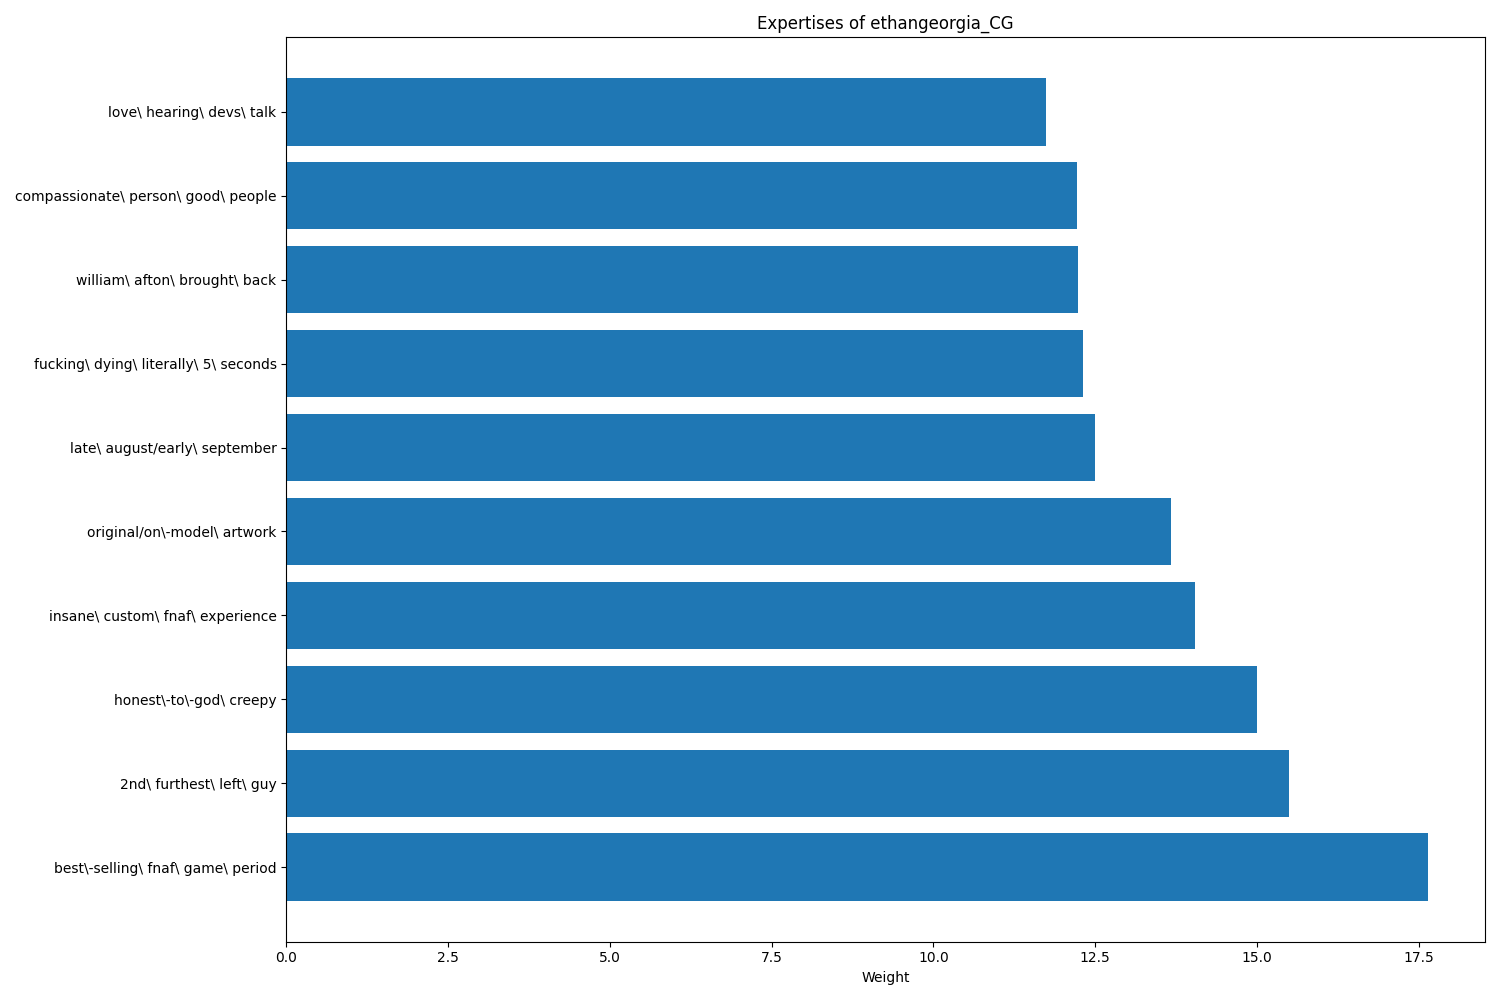 Expertises of ethangeorgia_CG
love\ hearing\ devs\ talk
compassionate\ person\ good\ people
william\ afton\ brought\ back
fucking\ dying\ literally\ 5\ seconds
late\ august/early\ september
original/on\-model\ artwork
insane\ custom\ fnaf\ experience
honest\-to\-god\ creepy
2nd\ furthest\ left\ guy
best\-selling\ fnaf\ game\ period
0.0 2.5 5.0 7.5 10.0 12.5 15.0 17.5
Weight